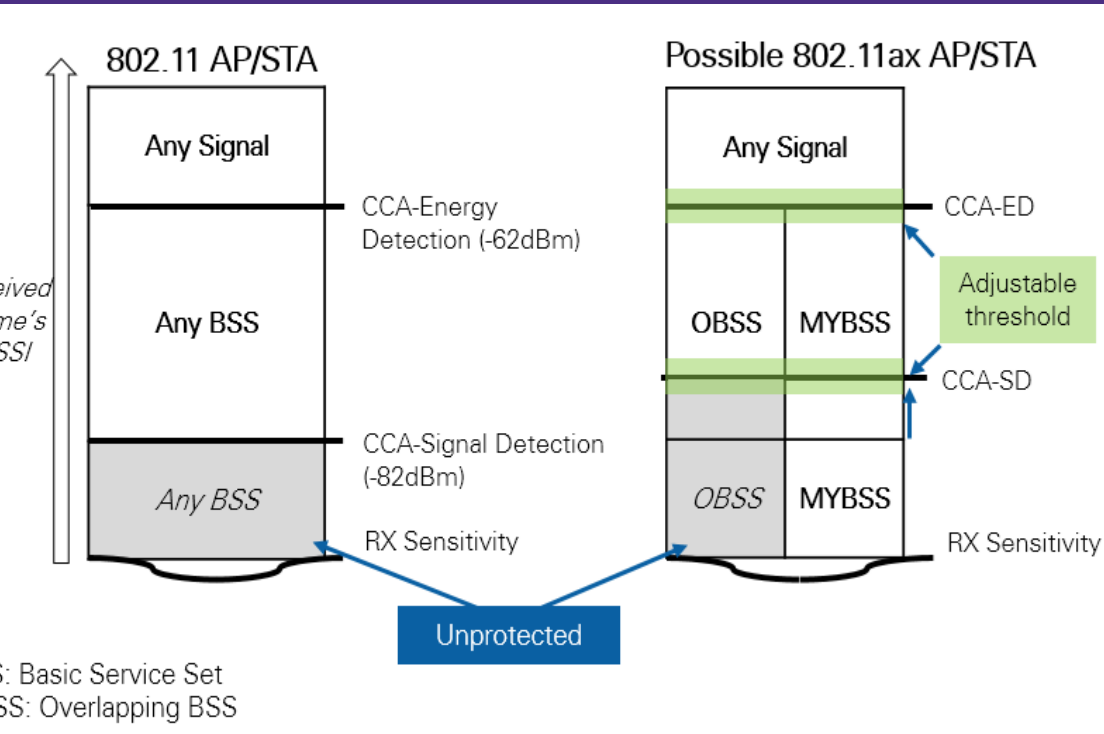 802.11 AP/STA
Any Signal
CCA-Energy
Detection (-62dBm)
Any BSS
CCA-Signal Detection
(-82dBm)
Any BSS
RX Sensitivity
Possible 802.11ax AP/STA
Any Signal
CCA-ED
Adjustable
threshold
OBSS MYBSS
CCA-SD
OBSS MYBSS
RX Sensitivity
Unprotected
: Basic Service Set
SS: Overlapping BSS